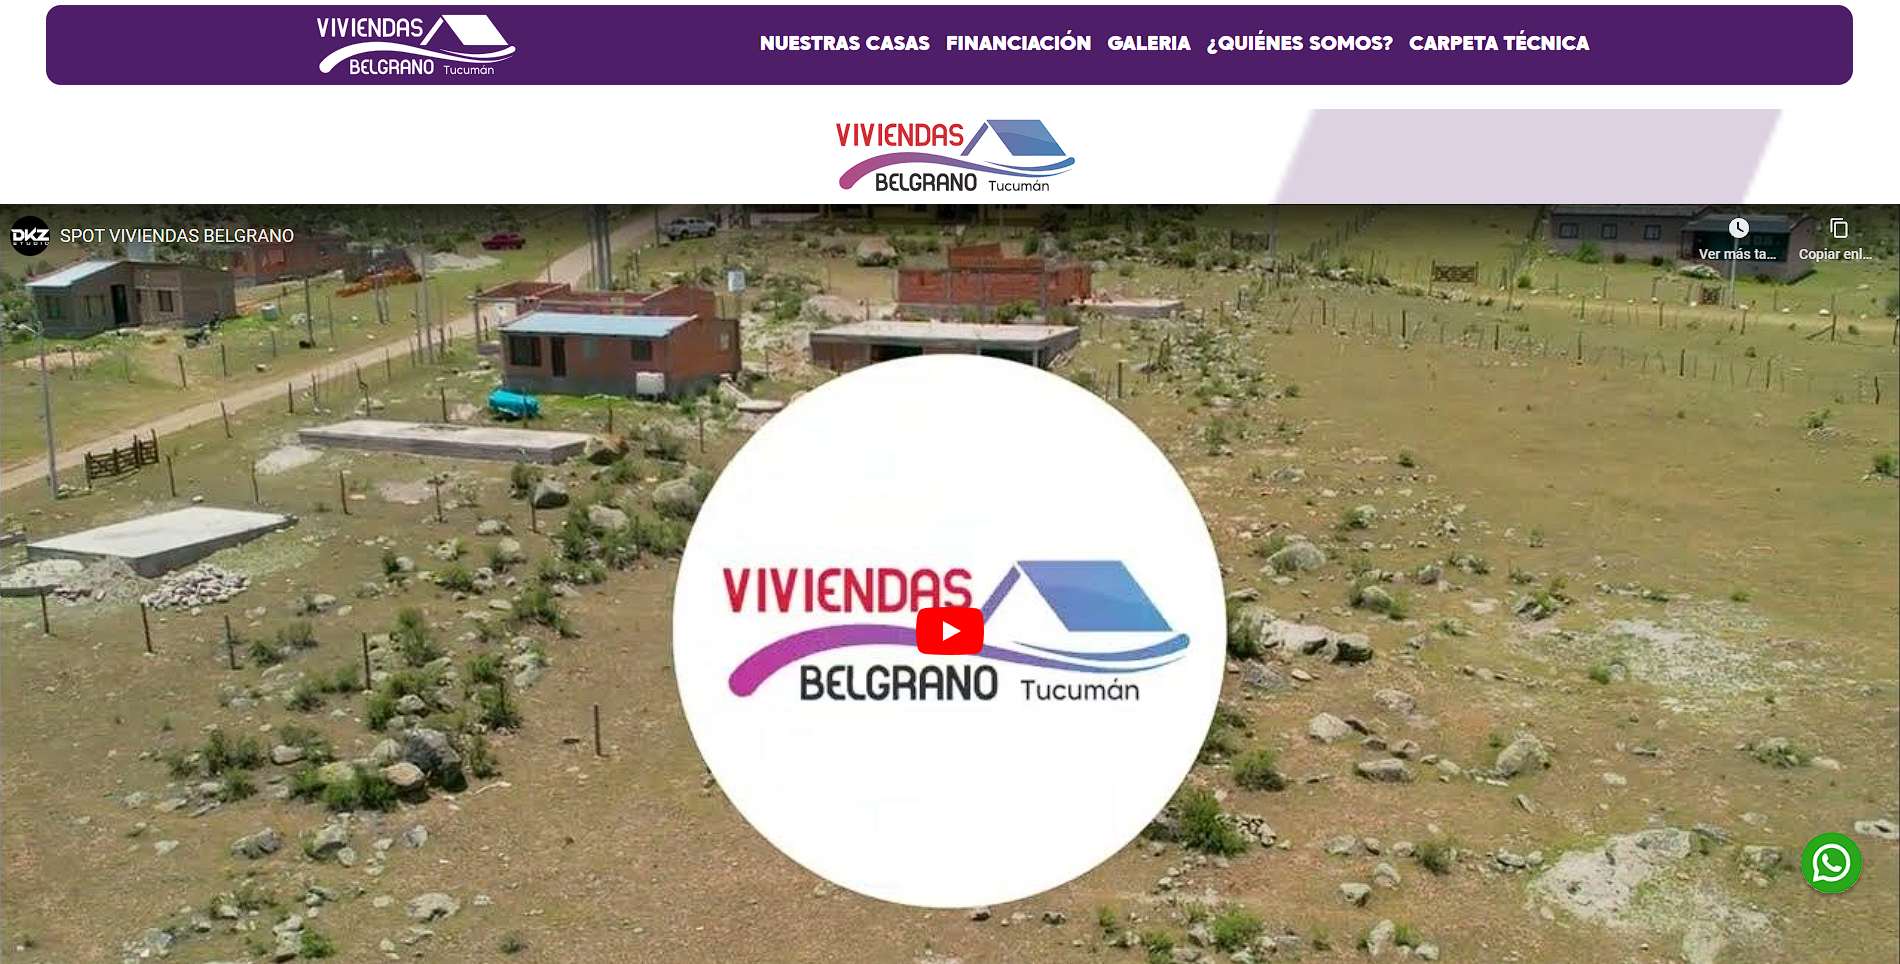 VIVIENDAS
BELGRANO Tucumán
NUESTRAS CASAS FINANCIACIÓN GALERIA ¿QUIÉNES SOMOS? CARPETA TÉCNICA
VIVIENDAS
BELGRANO Tucumán
DKZ
STUDIO
SPOT VIVIENDAS BELGRANO
Ver más ta...
Copiar enl...
VIVIENDAS
BELGRANO Tucumán